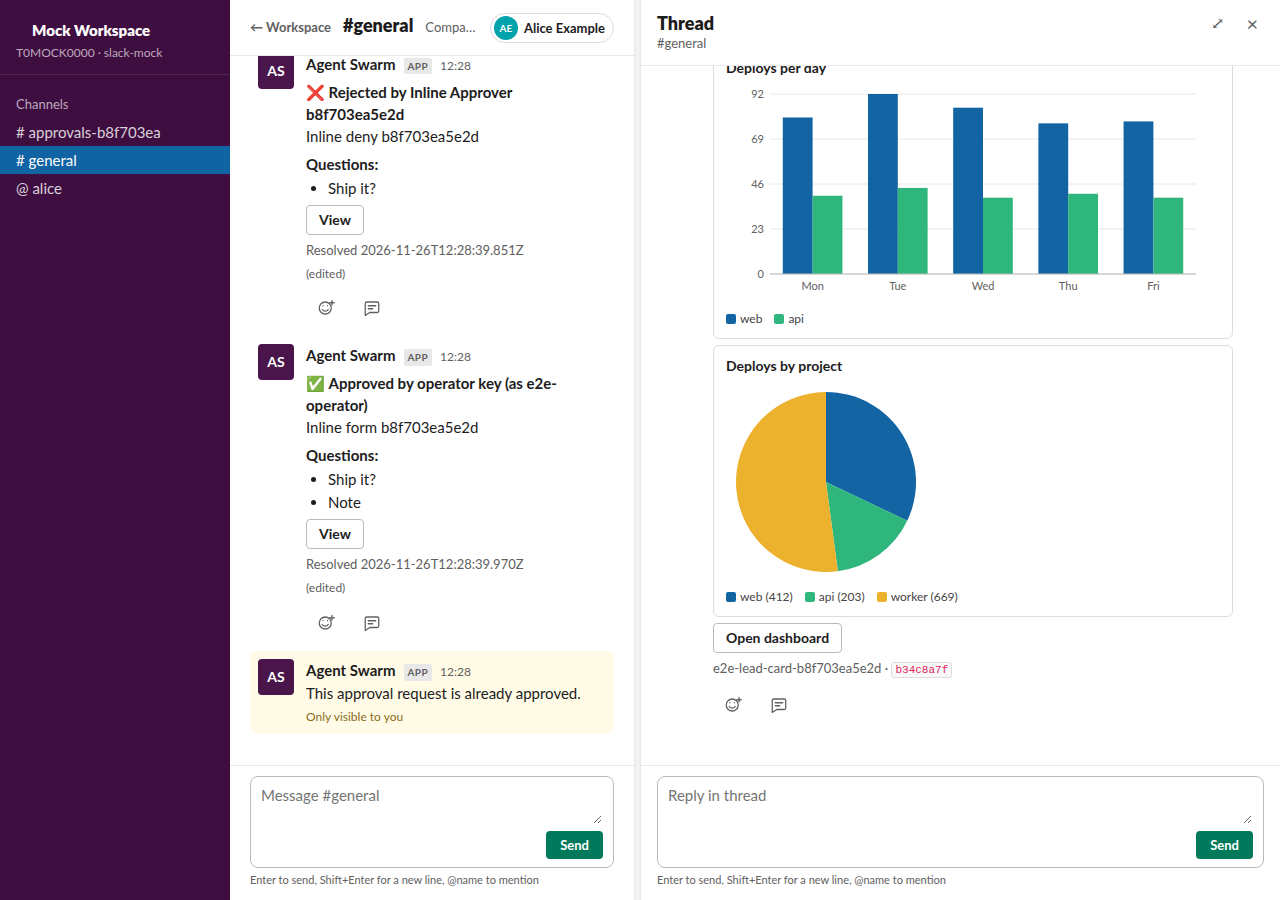 Mock Workspace
T0MOCK0000 · slack-mock
Channels
# approvals-b8f703ea
# general
@ alice
← Workspace
#general
Compa...
AE
Alice Example
AS
Agent Swarm APP 12:28
❌ Rejected by Inline Approver
b8f703ea5e2d
Inline deny b8f703ea5e2d
Questions:
• Ship it?
View
Resolved 2026-11-26T12:28:39.851Z
(edited)
AS
Agent Swarm APP 12:28
✅ Approved by operator key (as e2e-
operator)
Inline form b8f703ea5e2d
Questions:
• Ship it?
• Note
View
Resolved 2026-11-26T12:28:39.970Z
(edited)
AS
Agent Swarm APP 12:28
This approval request is already approved.
Only visible to you
Message #general
Send
Enter to send, Shift+Enter for a new line, @name to mention
Thread
#general
Deploys per day
92
69
46
23
0
Mon Tue Wed Thu Fri
web api
Deploys by project
web (412) api (203) worker (669)
Open dashboard
e2e-lead-card-b8f703ea5e2d · b34c8a7f
Reply in thread
Send
Enter to send, Shift+Enter for a new line, @name to mention